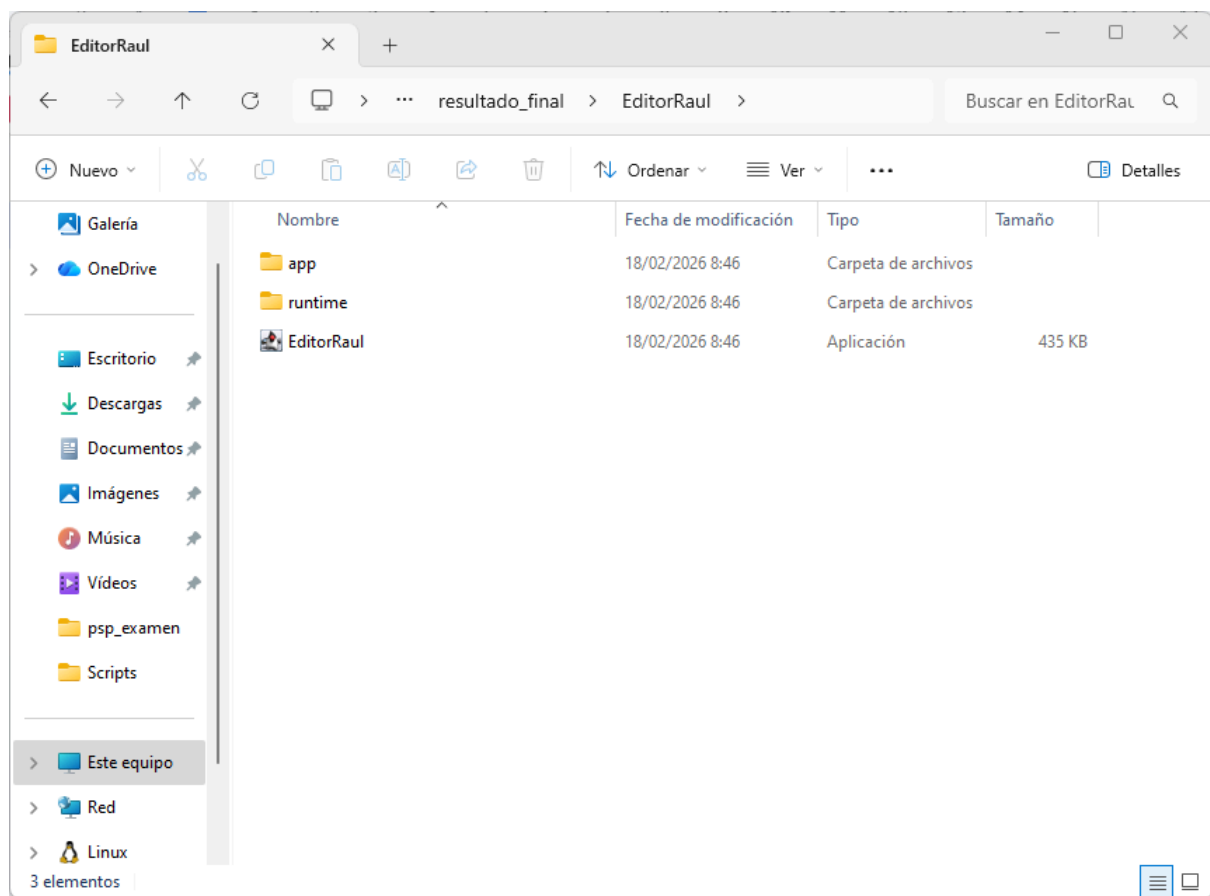 EditorRaul
resultado_final > EditorRaul >
Buscar en EditorRau
Nuevo
Ordenar
Ver
Detalles
Nombre
Fecha de modificación
Tipo
Tamaño
Galería
OneDrive
Escritorio
Descargas
Documentos
Imágenes
Música
Vídeos
psp_examen
Scripts
Este equipo
Red
Linux
app 18/02/2026 8:46 Carpeta de archivos
runtime 18/02/2026 8:46 Carpeta de archivos
EditorRaul 18/02/2026 8:46 Aplicación 435 KB
3 elementos